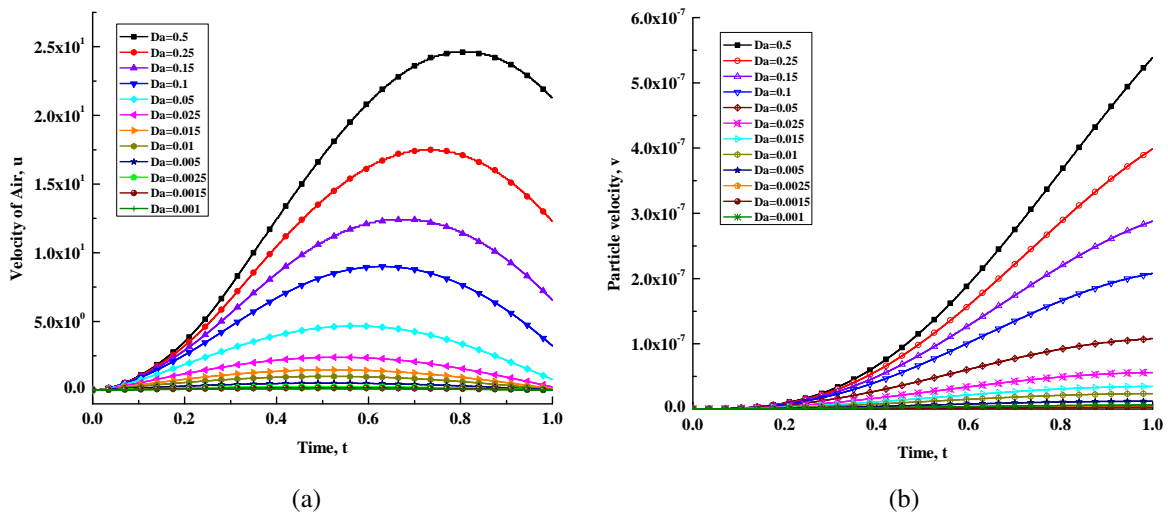 2.5x10¹
2.0x10¹
1.5x10¹
1.0x10¹
5.0x10⁰
0.0
Velocity of Air, u
Da=0.5
Da=0.25
Da=0.15
Da=0.1
Da=0.05
Da=0.025
Da=0.015
Da=0.01
Da=0.005
Da=0.0025
Da=0.0015
Da=0.001
0.0 0.2 0.4 0.6 0.8 1.0
Time, t
(a)
6.0x10⁻⁷
5.0x10⁻⁷
4.0x10⁻⁷
3.0x10⁻⁷
2.0x10⁻⁷
1.0x10⁻⁷
0.0
Particle velocity, v
Da=0.5
Da=0.25
Da=0.15
Da=0.1
Da=0.05
Da=0.025
Da=0.015
Da=0.01
Da=0.005
Da=0.0025
Da=0.0015
Da=0.001
0.0 0.2 0.4 0.6 0.8 1.0
Time, t
(b)